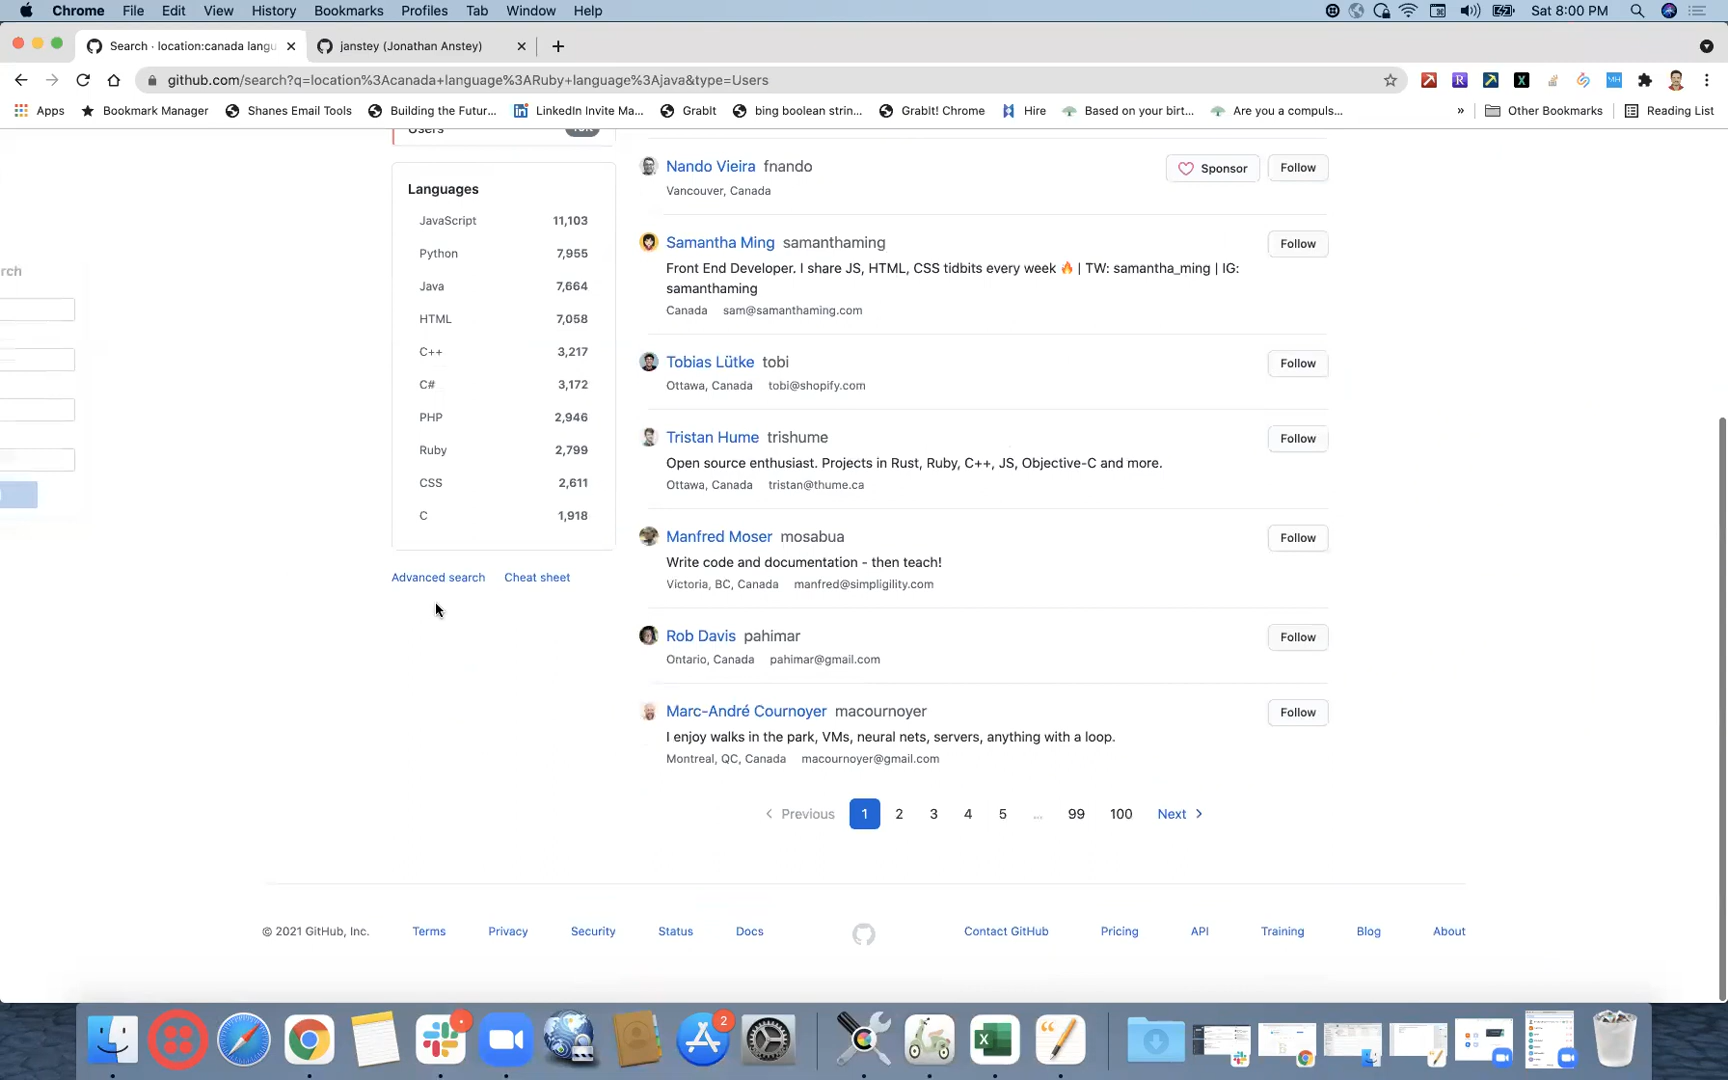 Chrome File Edit View History Bookmarks Profiles Tab Window Help Sat 8:00 PM
Search · location:canada langu janstey (Jonathan Anstey)
github.com/search?q=location%3Acanada+language%3ARuby+language%3Ajava&type=Users
Apps Bookmark Manager Shanes Email Tools Building the Futur... LinkedIn Invite Ma... GrabIt bing boolean strin... GrabIt! Chrome Hire Based on your birt... Are you a compuls... » Other Bookmarks Reading List
Users
Nando Vieira fnando Sponsor Follow
Vancouver, Canada
Languages
JavaScript 11,103
Python 7,955
Java 7,664
HTML 7,058
C++ 3,217
C# 3,172
PHP 2,946
Ruby 2,799
CSS 2,611
C 1,918
Advanced search Cheat sheet
rch
Samantha Ming samanthaming Follow
Front End Developer. I share JS, HTML, CSS tidbits every week 🔥 | TW: samantha_ming | IG:
samanthaming
Canada sam@samanthaming.com
Tobias Lütke tobi Follow
Ottawa, Canada tobi@shopify.com
Tristan Hume trishume Follow
Open source enthusiast. Projects in Rust, Ruby, C++, JS, Objective-C and more.
Ottawa, Canada tristan@thume.ca
Manfred Moser mosabua Follow
Write code and documentation - then teach!
Victoria, BC, Canada manfred@simpligility.com
Rob Davis pahimar Follow
Ontario, Canada pahimar@gmail.com
Marc-André Cournoyer macournoyer Follow
I enjoy walks in the park, VMs, neural nets, servers, anything with a loop.
Montreal, QC, Canada macournoyer@gmail.com
Previous 1 2 3 4 5 ... 99 100 Next
© 2021 GitHub, Inc. Terms Privacy Security Status Docs Contact GitHub Pricing API Training Blog About
2